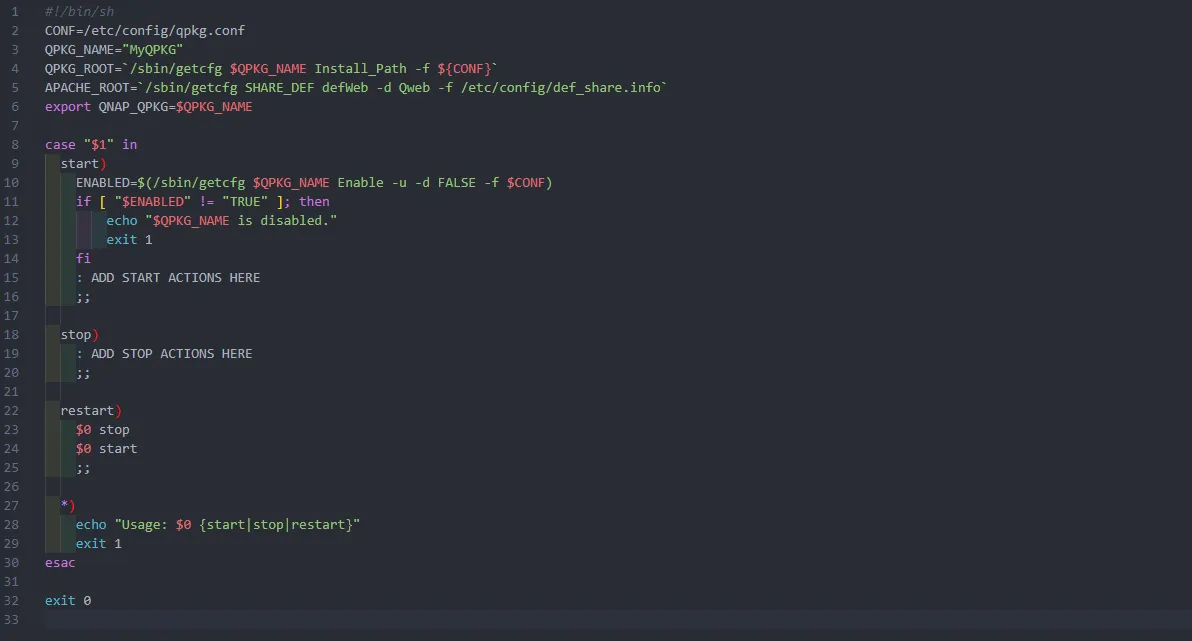 1 #!/bin/sh
2 CONF=/etc/config/qpkg.conf
3 QPKG_NAME="MyQPKG"
4 QPKG_ROOT=`/sbin/getcfg $QPKG_NAME Install_Path -f ${CONF}`
5 APACHE_ROOT=`/sbin/getcfg SHARE_DEF defWeb -d Qweb -f /etc/config/def_share.info`
6 export QNAP_QPKG=$QPKG_NAME
7
8 case "$1" in
9   start)
10     ENABLED=$(/sbin/getcfg $QPKG_NAME Enable -u -d FALSE -f $CONF)
11     if [ "$ENABLED" != "TRUE" ]; then
12         echo "$QPKG_NAME is disabled."
13         exit 1
14     fi
15     : ADD START ACTIONS HERE
16     ;;
17
18   stop)
19     : ADD STOP ACTIONS HERE
20     ;;
21
22   restart)
23     $0 stop
24     $0 start
25     ;;
26
27   *)
28     echo "Usage: $0 {start|stop|restart}"
29     exit 1
30 esac
31
32 exit 0
33